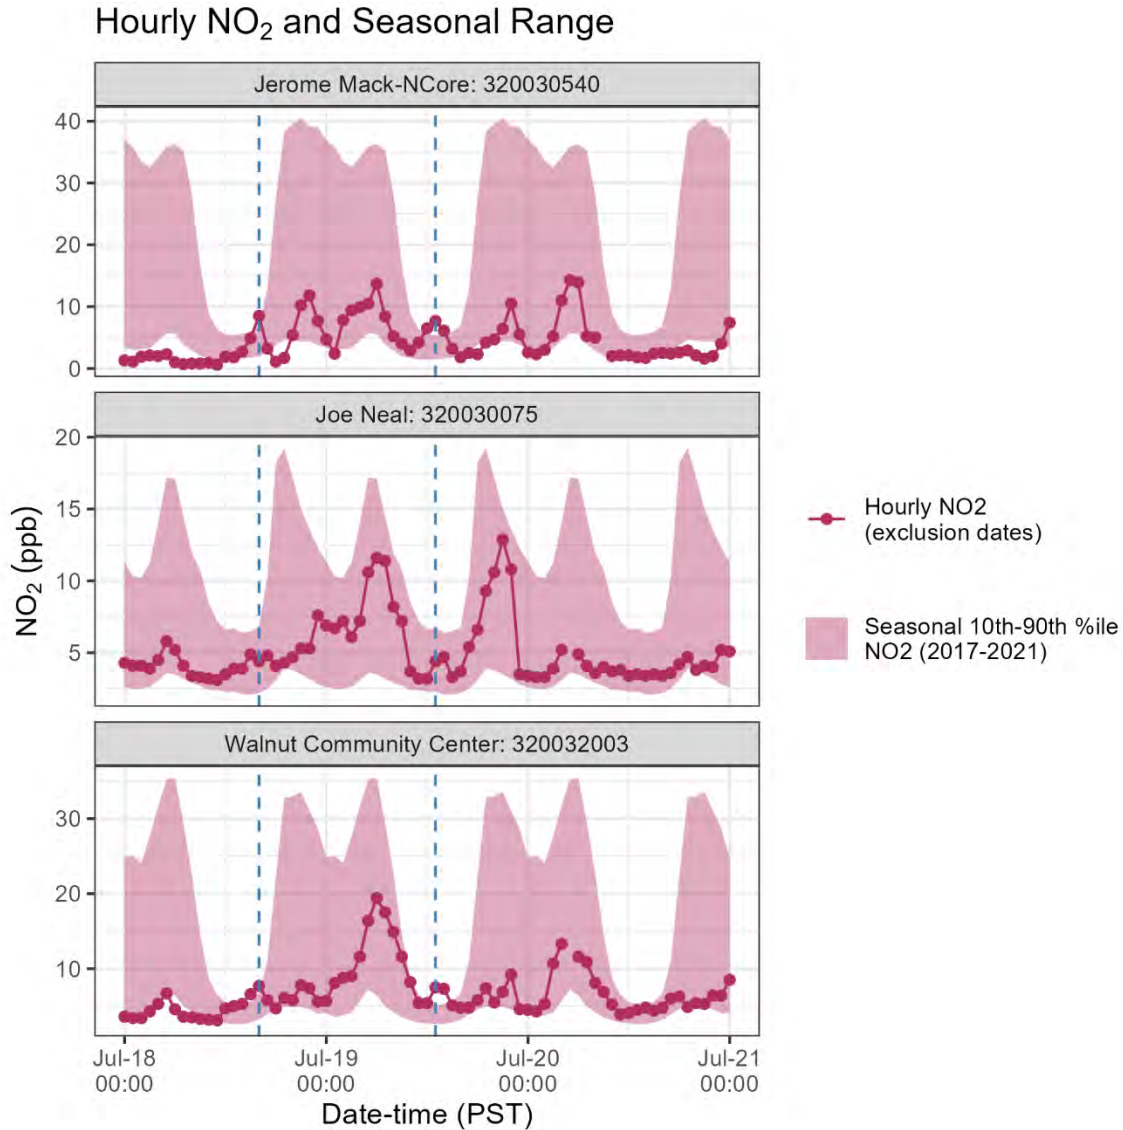 Hourly NO₂ and Seasonal Range
Jerome Mack-NCore: 320030540
40
30
20
10
0
Joe Neal: 320030075
20
15
10
5
Walnut Community Center: 320032003
30
20
10
NO₂ (ppb)
Jul-18
00:00
Jul-19
00:00
Jul-20
00:00
Jul-21
00:00
Date-time (PST)
Hourly NO2
(exclusion dates)
Seasonal 10th-90th %ile
NO2 (2017-2021)